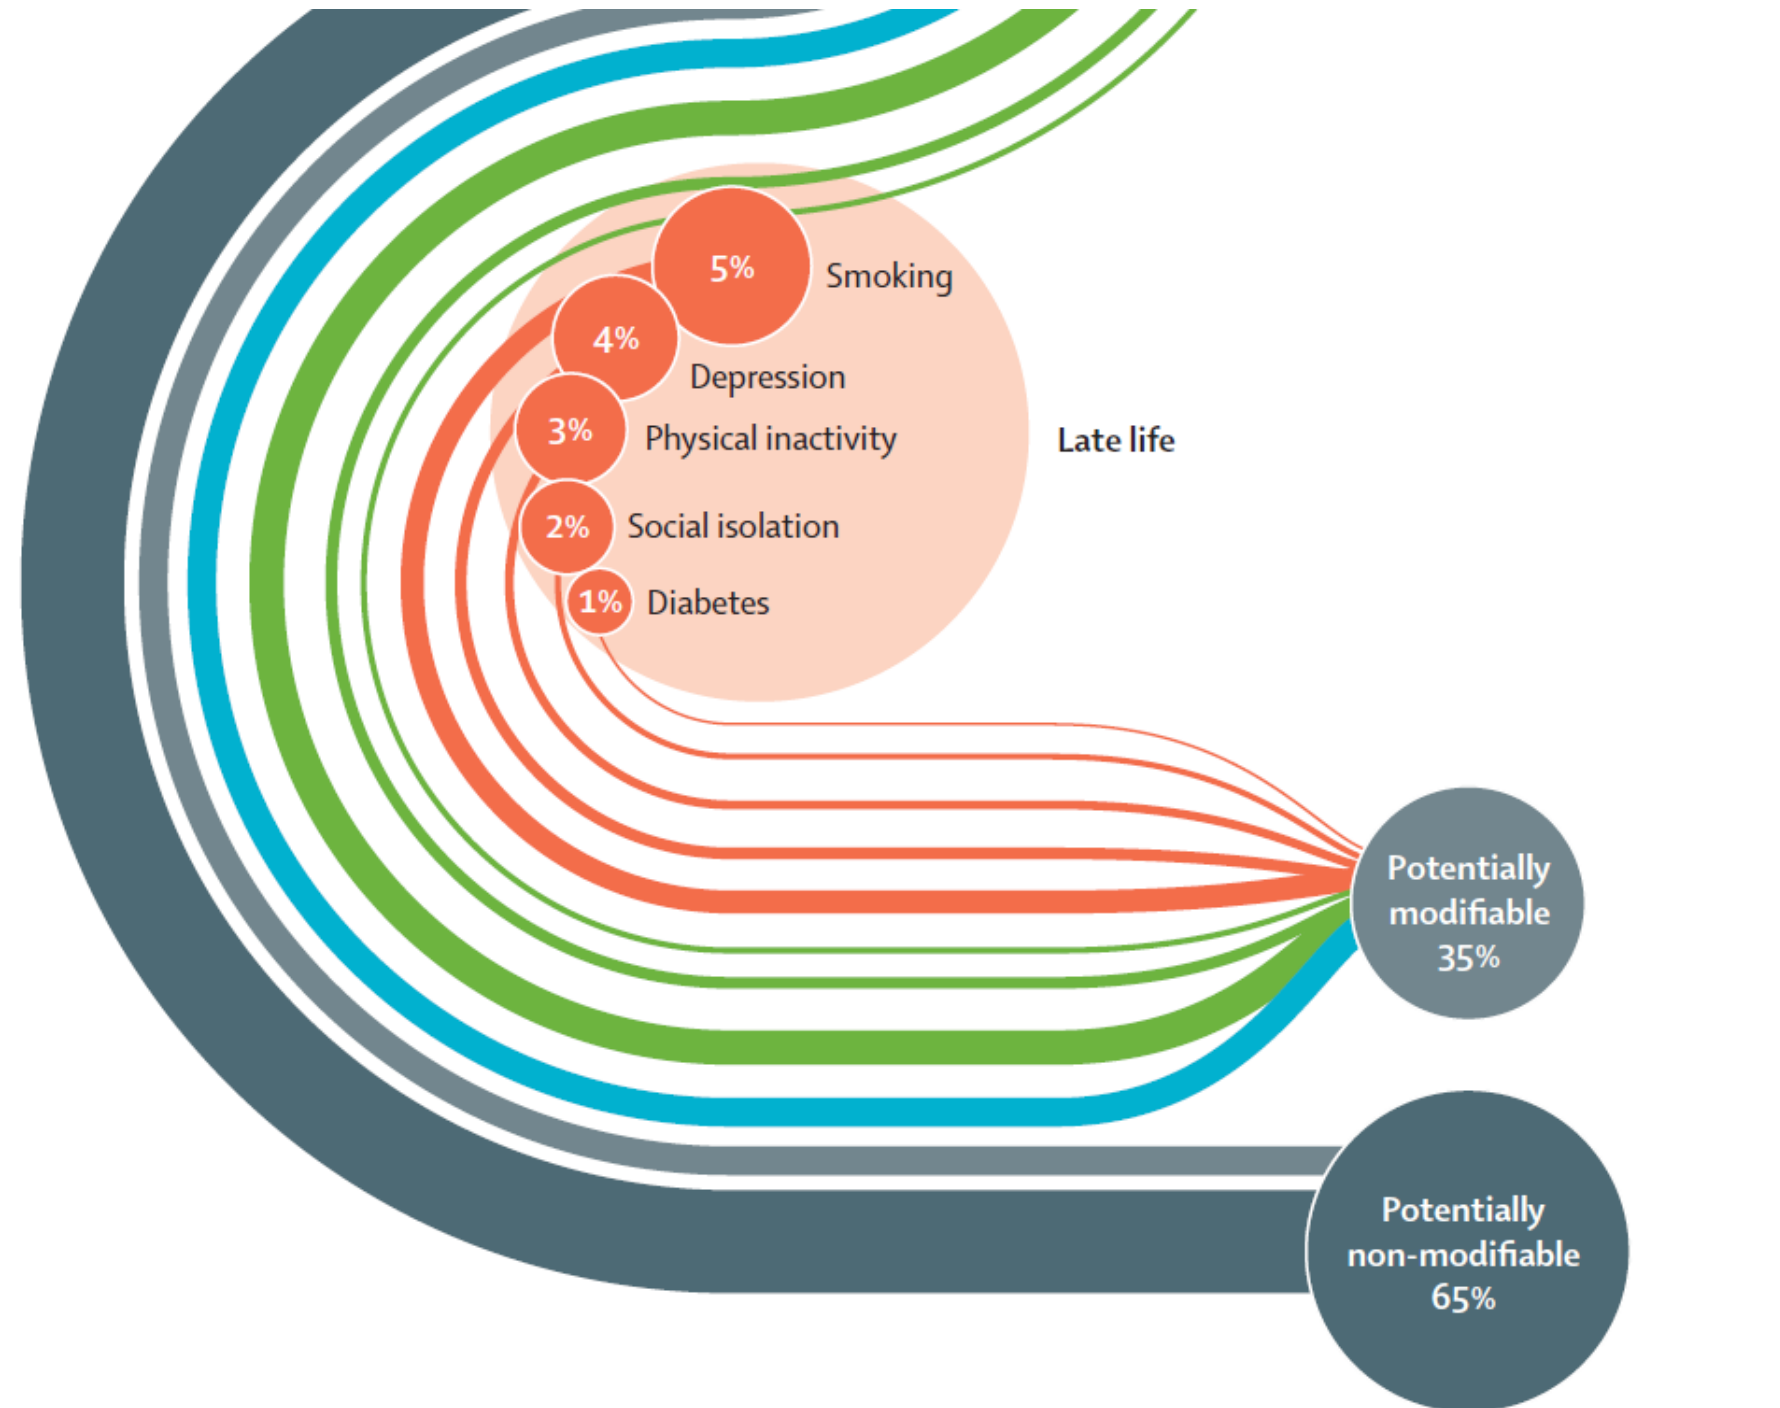 5%
Smoking
4%
Depression
3%
Physical inactivity
Late life
2%
Social isolation
1%
Diabetes
Potentially
modifiable
35%
Potentially
non-modifiable
65%